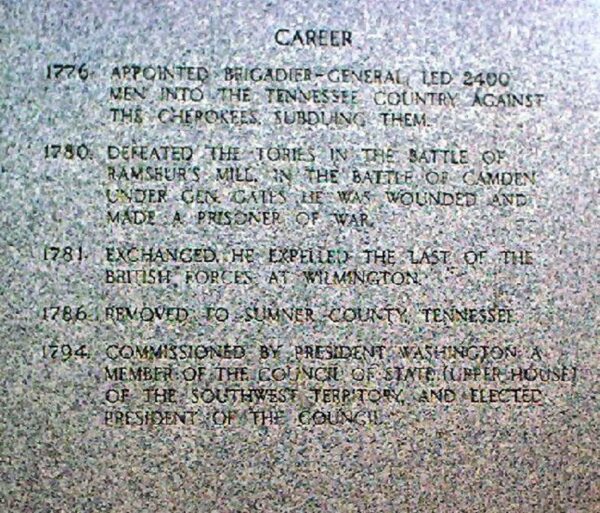 CAREER
1776. APPOINTED BRIGADIER-GENERAL, LED 2400
MEN INTO THE TENNESSEE COUNTRY AGAINST
THE CHEROKEES, SUBDUING THEM.
1780. DEFEATED THE TORIES IN THE BATTLE OF
RAMSEUR'S MILL. IN THE BATTLE OF CAMDEN
UNDER GEN. GATES HE WAS WOUNDED AND
MADE A PRISONER OF WAR.
1781. EXCHANGED, HE EXPELLED THE LAST OF THE
BRITISH FORCES AT WILMINGTON.
1786. REMOVED TO SUMNER COUNTY, TENNESSEE
1794. COMMISSIONED BY PRESIDENT WASHINGTON A
MEMBER OF THE COUNCIL OF STATE (UPPER HOUSE)
OF THE SOUTHWEST TERRITORY, AND ELECTED
PRESIDENT OF THE COUNCIL.